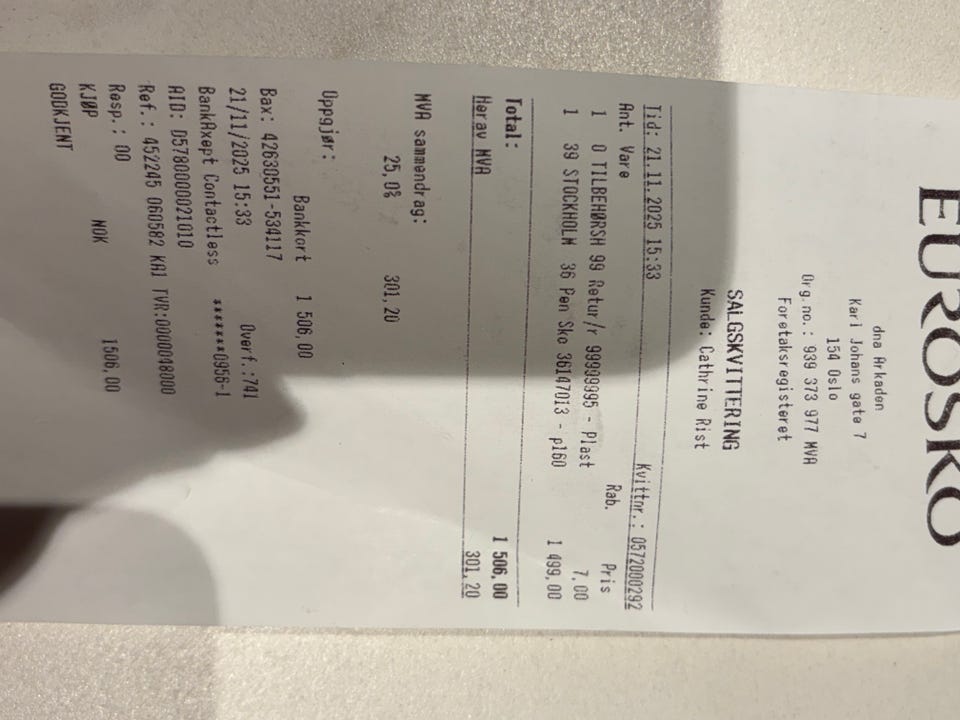 EUROSKO
dna Arkaden
Karl Johans gate 7
154 Oslo
Org.no.: 939 373 977 MVA
Foretaksregisteret
SALGSKVITTERING
Kunde: Cathrine Rist
Tid: 21.11.2025 15:33 Kvittnr.: 0572000292
Ant. Vare Rab. Pris
1 0 TILBEHØRSH 99 Retur/r 99999995 - Plast 7,00
1 39 STOCKHOLM 36 Pen Sko 36147013 - p160 1 499,00
Total: 1 506,00
Herav MVA 301,20
MVA sammendrag:
25,0% 301,20
Oppgjør:
Bankkort 1 506,00
Bax: 42630551-534117
21/11/2025 15:33 Overf.:741
BankAxept Contactless *******0956-1
AID: D5780000021010
Ref.: 452245 060582 KA1 TVR:0000048000
Resp.: 00
KJØP NOK 1506,00
GODKJENT